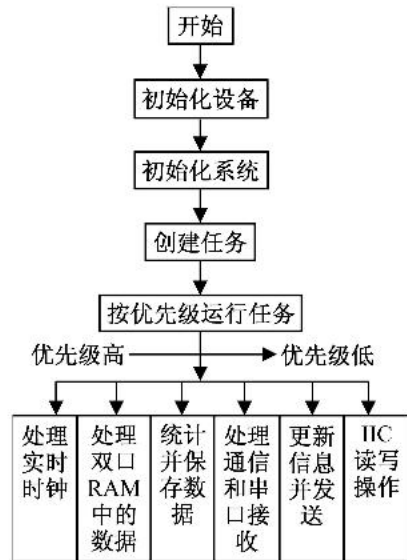 开始
初始化设备
初始化系统
创建任务
按优先级运行任务
优先级高
优先级低
处理
实时
时钟
处理
双口
RAM
中的
数据
统计
并保
存数
据
处理
通信
和串
口接
收
更新
信息
并发
送
IIC
读写
操作